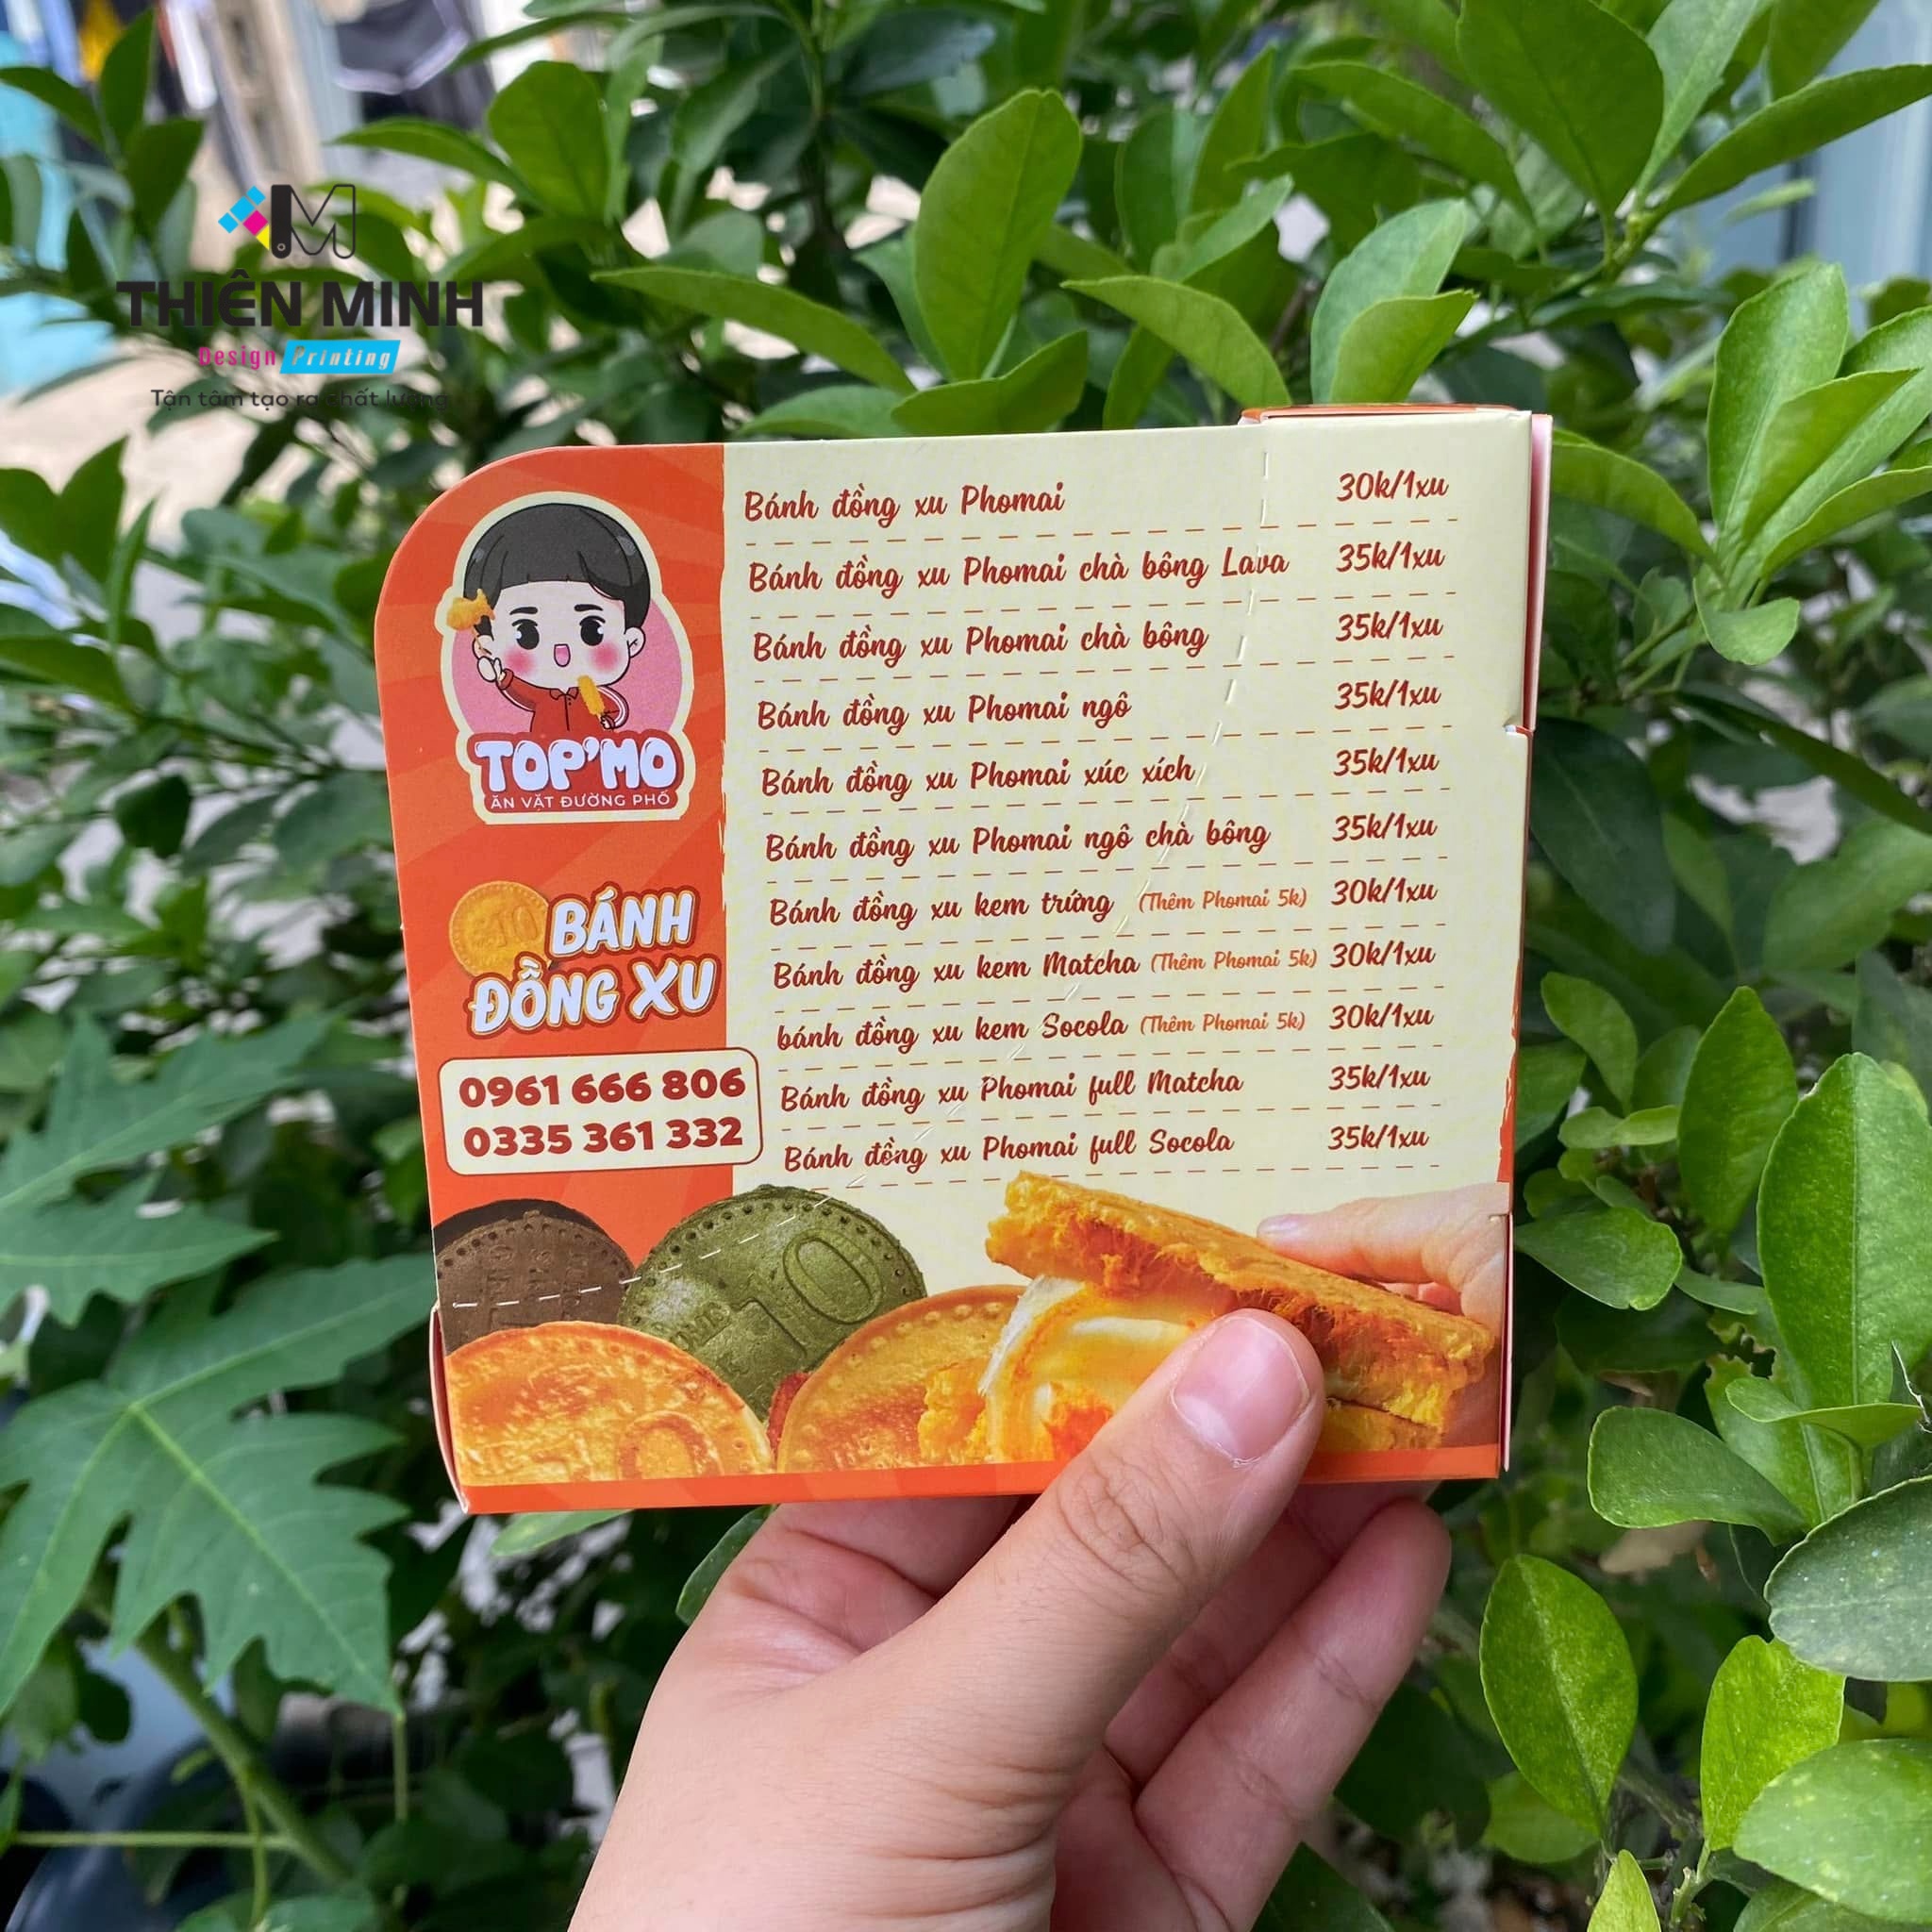 THIÊN MINH
Design Printing
Tận tâm tạo ra chất lượng
TOP'MO
ĂN VẶT ĐƯỜNG PHỐ
BÁNH
ĐỒNG XU
0961 666 806
0335 361 332
Bánh đồng xu Phomai 30k/1xu
Bánh đồng xu Phomai chà bông Lava 35k/1xu
Bánh đồng xu Phomai chà bông 35k/1xu
Bánh đồng xu Phomai ngô 35k/1xu
Bánh đồng xu Phomai xúc xích 35k/1xu
Bánh đồng xu Phomai ngô chà bông 35k/1xu
Bánh đồng xu kem trứng (Thêm Phomai 5k) 30k/1xu
Bánh đồng xu kem Matcha (Thêm Phomai 5k) 30k/1xu
bánh đồng xu kem Socola (Thêm Phomai 5k) 30k/1xu
Bánh đồng xu Phomai full Matcha 35k/1xu
Bánh đồng xu Phomai full Socola 35k/1xu
10